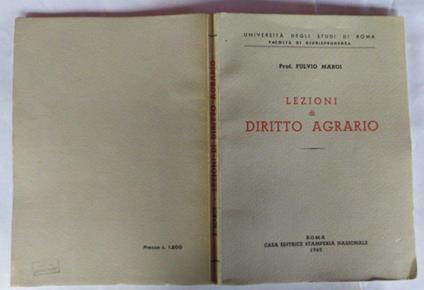 UNIVERSITÀ DEGLI STUDI DI ROMA
FACOLTÀ DI GIURISPRUDENZA
Prof. FULVIO MAROI
LEZIONI
di
DIRITTO AGRARIO
ROMA
CASA EDITRICE STAMPERIA NAZIONALE
1965
LEZIONI DI DIRITTO AGRARIO
Prezzo L. 1.800